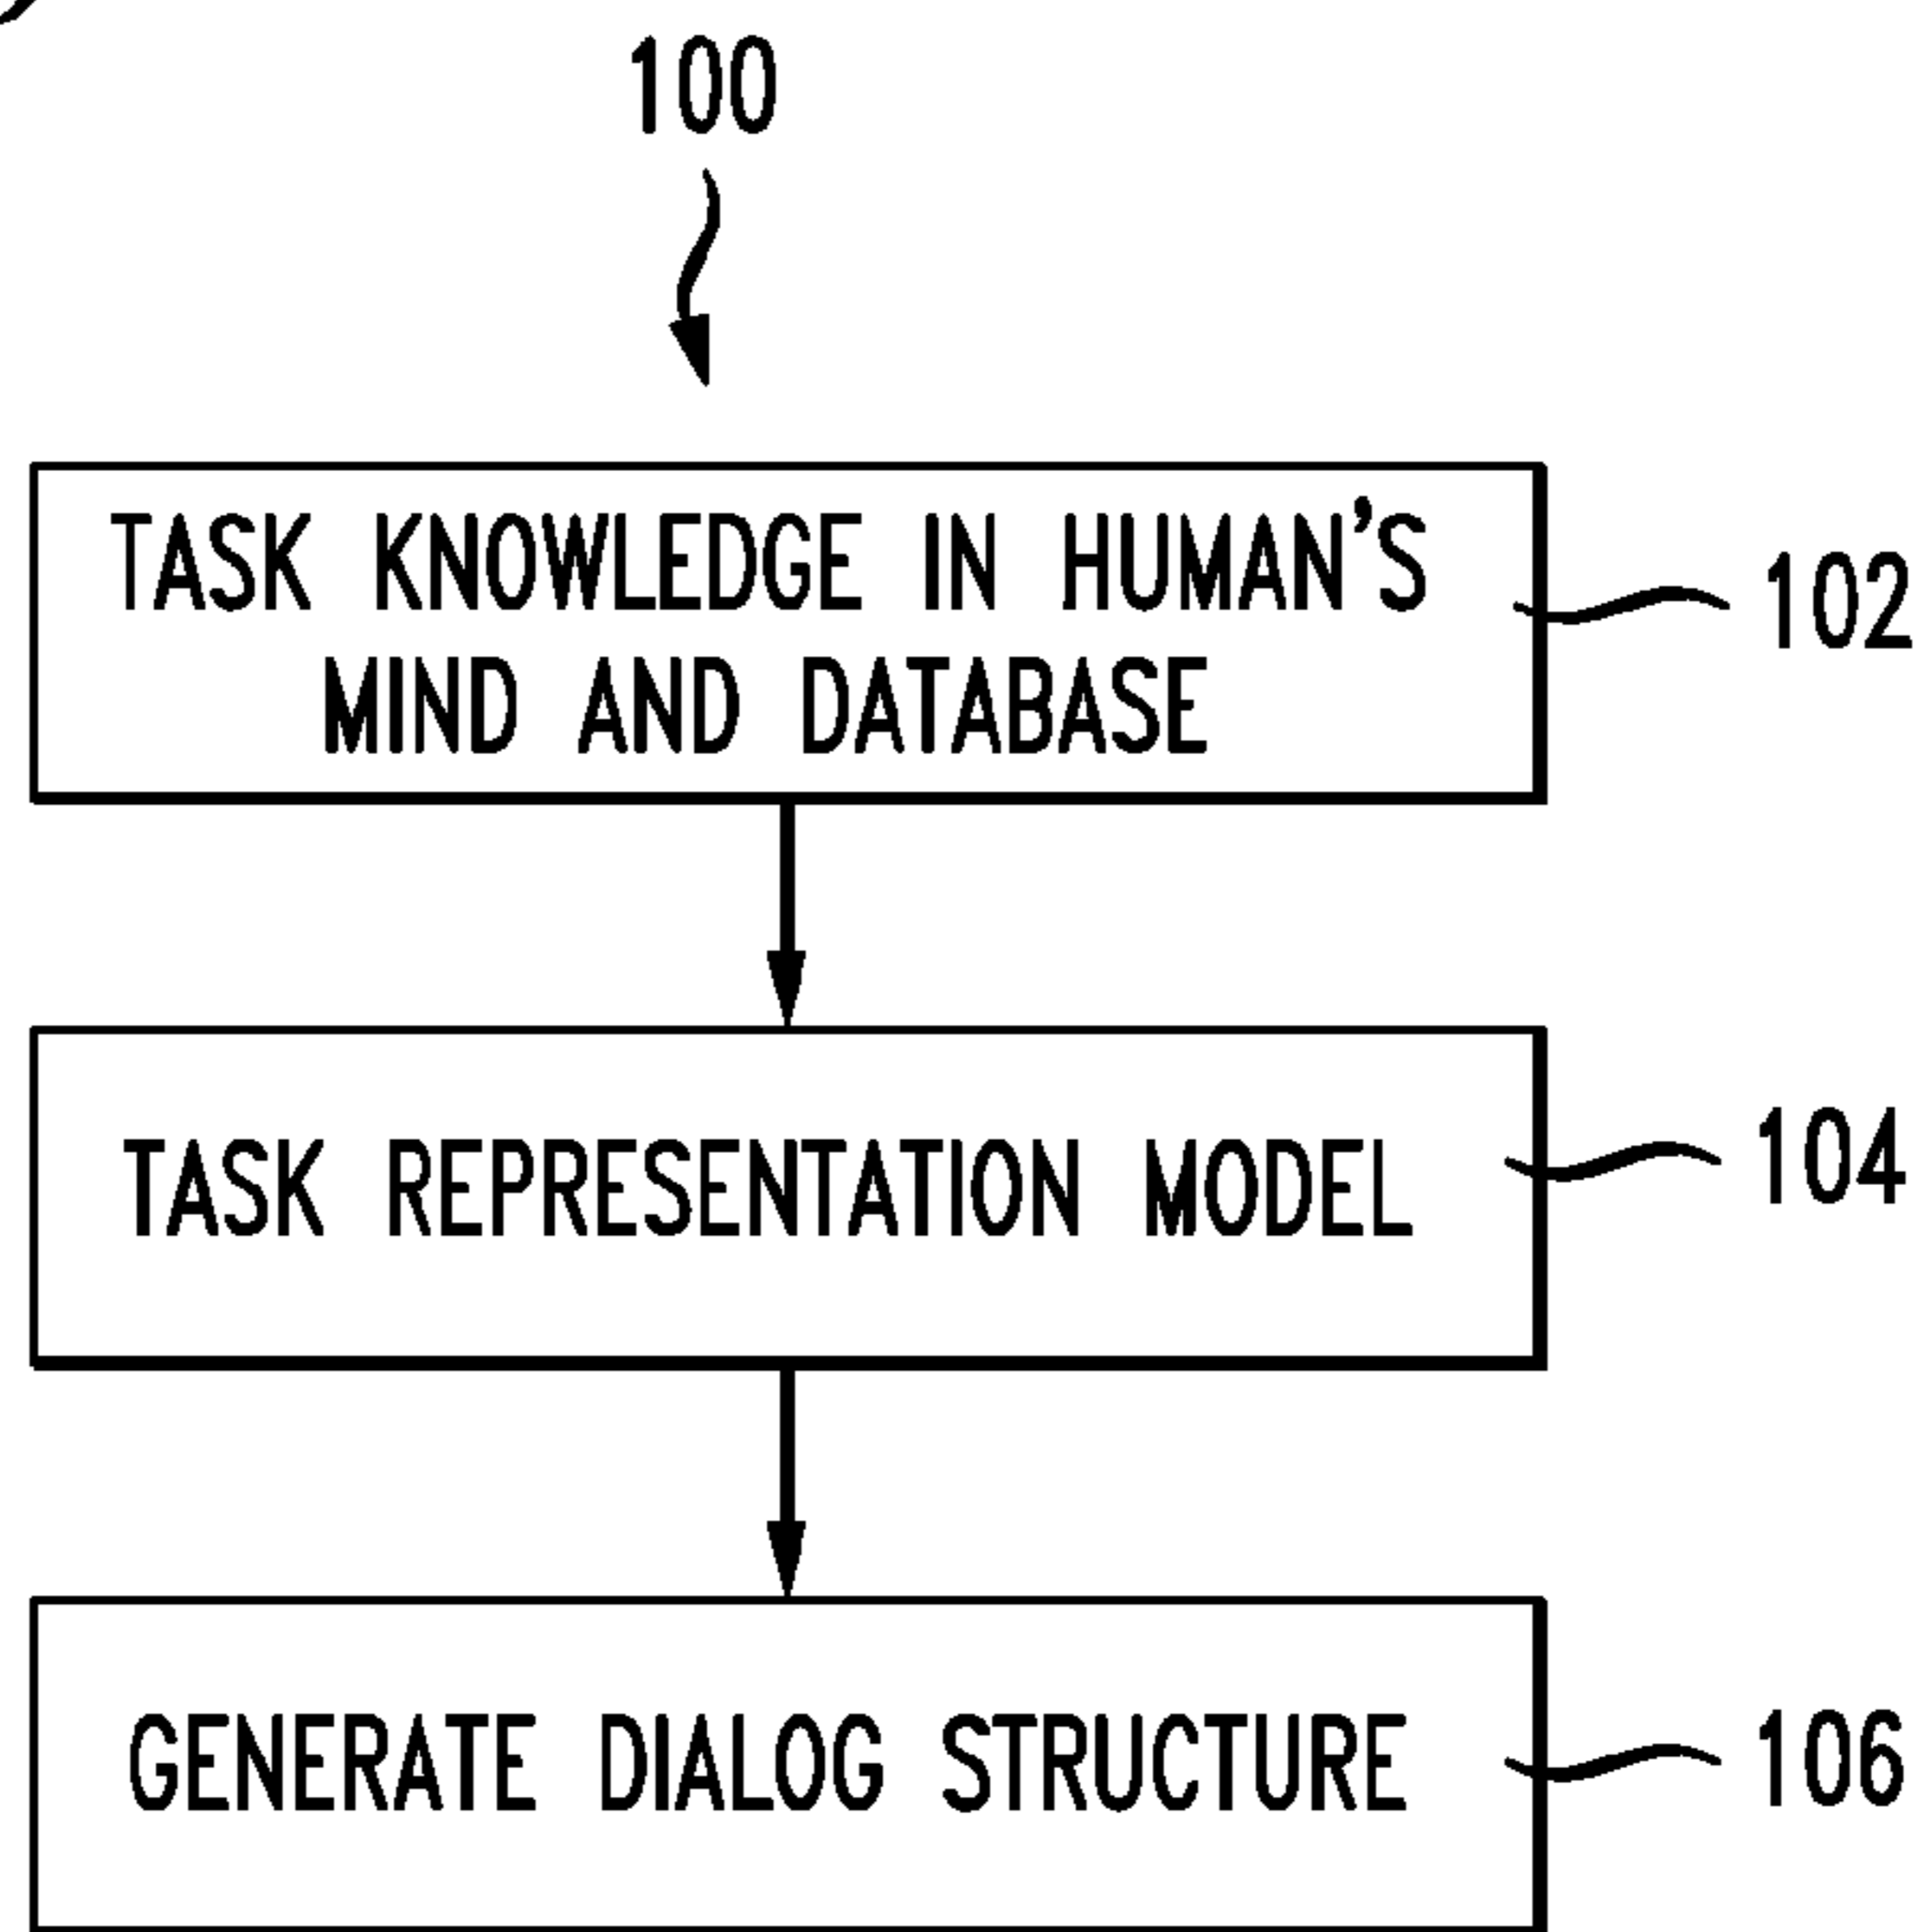 100
TASK KNOWLEDGE IN HUMAN'S
MIND AND DATABASE
102
TASK REPRESENTATION MODEL
104
GENERATE DIALOG STRUCTURE
106